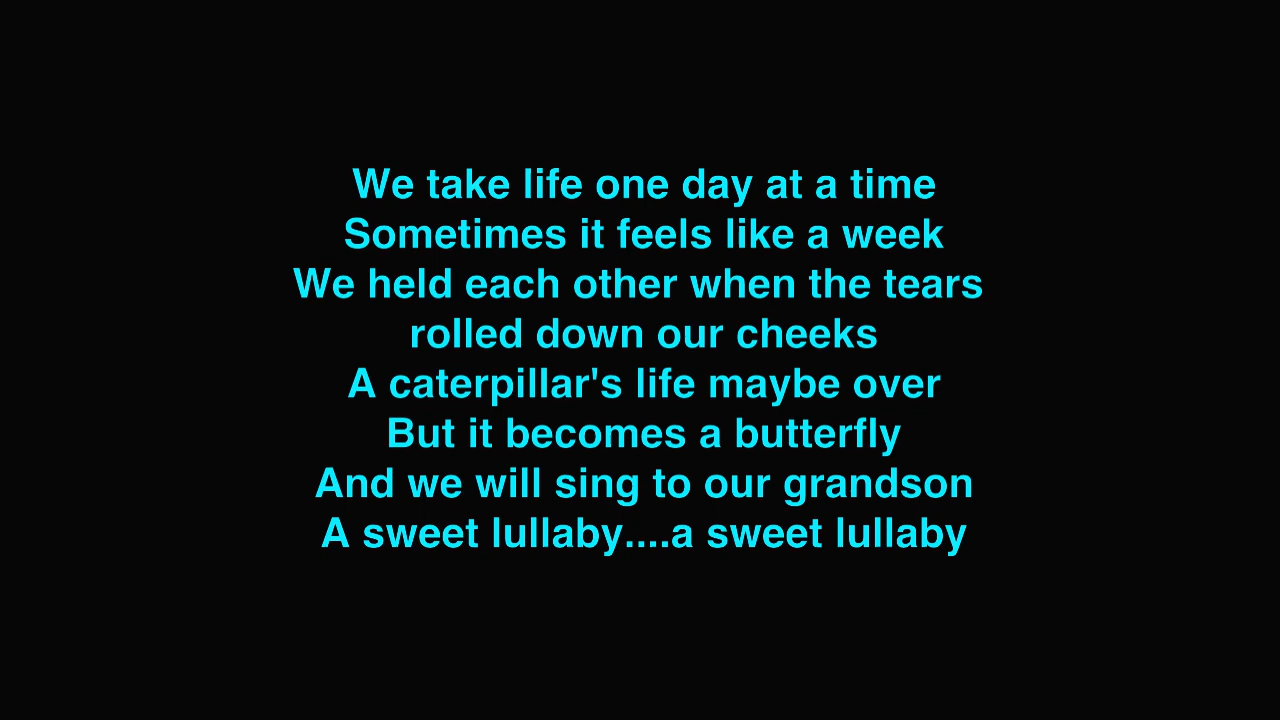 We take life one day at a time
Sometimes it feels like a week
We held each other when the tears
rolled down our cheeks
A caterpillar's life maybe over
But it becomes a butterfly
And we will sing to our grandson
A sweet lullaby....a sweet lullaby